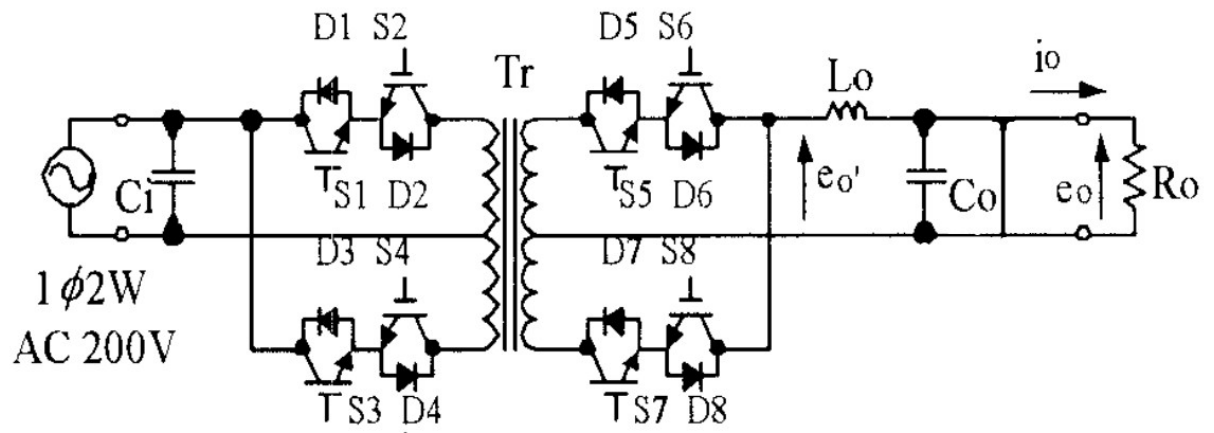 D1 S2
D5 S6
Tr
Lo
io
Ci
S1 D2
S5 D6
eo'
Co
eo
Ro
D3 S4
D7 S8
1ϕ2W
AC 200V
S3 D4
S7 D8